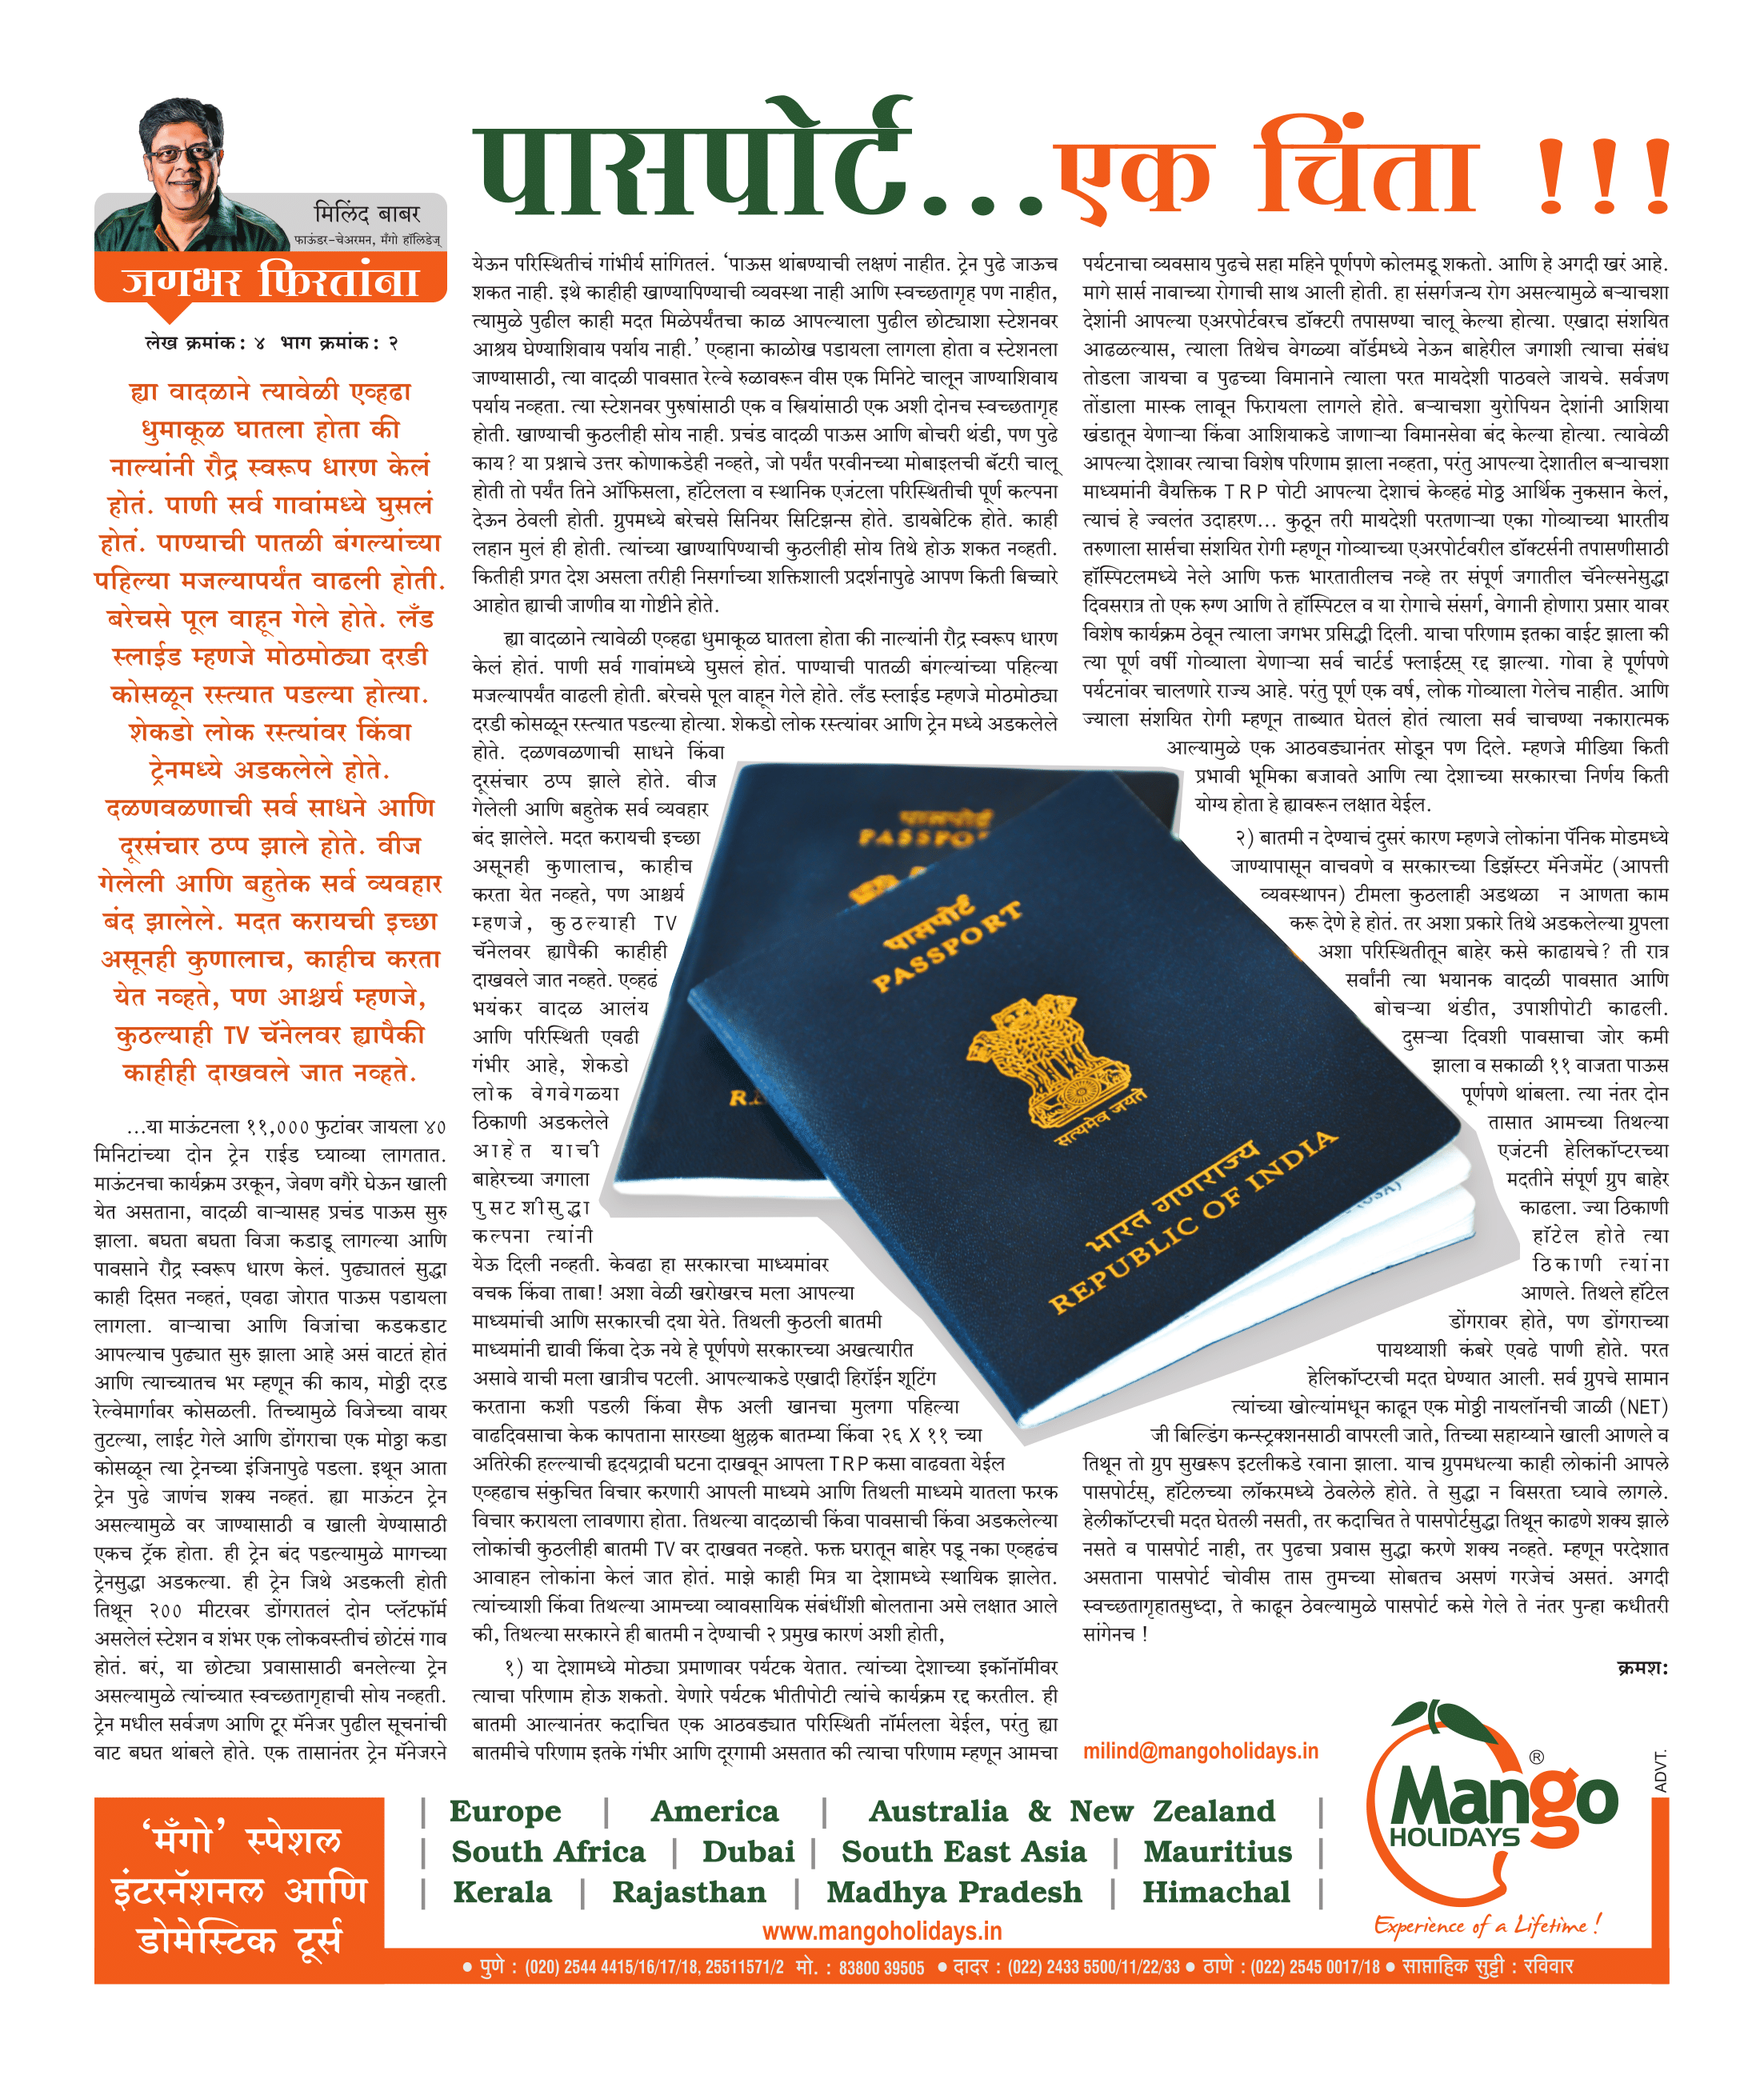 पासपोर्ट...एक चिंता !!!
मिलिंद बाबर
फाऊंडर-चेअरमन, मँगो हॉलिडेज्
जगभर फिरतांना
लेख क्रमांक: ४ भाग क्रमांक: २
ह्या वादळाने त्यावेळी एव्हढा
धुमाकूळ घातला होता की
नाल्यांनी रौद्र स्वरूप धारण केलं
होतं. पाणी सर्व गावांमध्ये घुसलं
होतं. पाण्याची पातळी बंगल्यांच्या
पहिल्या मजल्यापर्यंत वाढली होती.
बरेचसे पूल वाहून गेले होते. लँड
स्लाईड म्हणजे मोठमोठ्या दरडी
कोसळून रस्त्यात पडल्या होत्या.
शेकडो लोक रस्त्यांवर किंवा
ट्रेनमध्ये अडकलेले होते.
दळणवळणाची सर्व साधने आणि
दूरसंचार ठप्प झाले होते. वीज
गेलेली आणि बहुतेक सर्व व्यवहार
बंद झालेले. मदत करायची इच्छा
असूनही कुणालाच, काहीच करता
येत नव्हते, पण आश्चर्य म्हणजे,
कुठल्याही TV चॅनेलवर ह्यापैकी
काहीही दाखवले जात नव्हते.
...या माऊंटनला ११,००० फुटांवर जायला ४०
मिनिटांच्या दोन ट्रेन राईड घ्याव्या लागतात.
माऊंटनचा कार्यक्रम उरकून, जेवण वगैरे घेऊन खाली
येत असताना, वादळी वाऱ्यासह प्रचंड पाऊस सुरु
झाला. बघता बघता विजा कडाडू लागल्या आणि
पावसाने रौद्र स्वरूप धारण केलं. पुढ्यातलं सुद्धा
काही दिसत नव्हतं, एवढा जोरात पाऊस पडायला
लागला. वाऱ्याचा आणि विजांचा कडकडाट
आपल्याच पुढ्यात सुरु झाला आहे असं वाटतं होतं
आणि त्याच्यातच भर म्हणून की काय, मोठ्ठी दरड
रेल्वेमार्गावर कोसळली. तिच्यामुळे विजेच्या वायर
तुटल्या, लाईट गेले आणि डोंगराचा एक मोठ्ठा कडा
कोसळून त्या ट्रेनच्या इंजिनापुढे पडला. इथून आता
ट्रेन पुढे जाणंच शक्य नव्हतं. ह्या माऊंटन ट्रेन
असल्यामुळे वर जाण्यासाठी व खाली येण्यासाठी
एकच ट्रॅक होता. ही ट्रेन बंद पडल्यामुळे मागच्या
ट्रेनसुद्धा अडकल्या. ही ट्रेन जिथे अडकली होती
तिथून २०० मीटरवर डोंगरातलं दोन प्लॅटफॉर्म
असलेलं स्टेशन व शंभर एक लोकवस्तीचं छोटंसं गाव
होतं. बरं, या छोट्या प्रवासासाठी बनलेल्या ट्रेन
असल्यामुळे त्यांच्यात स्वच्छतागृहाची सोय नव्हती.
ट्रेन मधील सर्वजण आणि टूर मॅनेजर पुढील सूचनांची
वाट बघत थांबले होते. एक तासानंतर ट्रेन मॅनेजरने
येऊन परिस्थितीचं गांभीर्य सांगितलं. ‘पाऊस थांबण्याची लक्षणं नाहीत. ट्रेन पुढे जाऊच
शकत नाही. इथे काहीही खाण्यापिण्याची व्यवस्था नाही आणि स्वच्छतागृह पण नाहीत,
त्यामुळे पुढील काही मदत मिळेपर्यंतचा काळ आपल्याला पुढील छोट्याशा स्टेशनवर
आश्रय घेण्याशिवाय पर्याय नाही.’ एव्हाना काळोख पडायला लागला होता व स्टेशनला
जाण्यासाठी, त्या वादळी पावसात रेल्वे रुळावरून वीस एक मिनिटे चालून जाण्याशिवाय
पर्याय नव्हता. त्या स्टेशनवर पुरुषांसाठी एक व स्त्रियांसाठी एक अशी दोनच स्वच्छतागृह
होती. खाण्याची कुठलीही सोय नाही. प्रचंड वादळी पाऊस आणि बोचरी थंडी, पण पुढे
काय? या प्रश्नाचे उत्तर कोणाकडेही नव्हते, जो पर्यंत परवीनच्या मोबाइलची बॅटरी चालू
होती तो पर्यंत तिने ऑफिसला, हॉटेलला व स्थानिक एजंटला परिस्थितीची पूर्ण कल्पना
देऊन ठेवली होती. ग्रुपमध्ये बरेचसे सिनियर सिटिझन्स होते. डायबेटिक होते. काही
लहान मुलं ही होती. त्यांच्या खाण्यापिण्याची कुठलीही सोय तिथे होऊ शकत नव्हती.
कितीही प्रगत देश असला तरीही निसर्गाच्या शक्तिशाली प्रदर्शनापुढे आपण किती बिच्चारे
आहोत ह्याची जाणीव या गोष्टीने होते.
ह्या वादळाने त्यावेळी एव्हढा धुमाकूळ घातला होता की नाल्यांनी रौद्र स्वरूप धारण
केलं होतं. पाणी सर्व गावांमध्ये घुसलं होतं. पाण्याची पातळी बंगल्यांच्या पहिल्या
मजल्यापर्यंत वाढली होती. बरेचसे पूल वाहून गेले होते. लँड स्लाईड म्हणजे मोठमोठ्या
दरडी कोसळून रस्त्यात पडल्या होत्या. शेकडो लोक रस्त्यांवर आणि ट्रेन मध्ये अडकलेले
होते. दळणवळणाची साधने किंवा
दूरसंचार ठप्प झाले होते. वीज
गेलेली आणि बहुतेक सर्व व्यवहार
बंद झालेले. मदत करायची इच्छा
असूनही कुणालाच, काहीच
करता येत नव्हते, पण आश्चर्य
म्हणजे, कुठल्याही TV
चॅनेलवर ह्यापैकी काहीही
दाखवले जात नव्हते. एव्हढं
भयंकर वादळ आलंय
आणि परिस्थिती एवढी
गंभीर आहे, शेकडो
लोक वेगवेगळ्या
ठिकाणी अडकलेले
आहेत याची
बाहेरच्या जगाला
पुसटशीसुद्धा
कल्पना त्यांनी
येऊ दिली नव्हती. केवढा हा सरकारचा माध्यमांवर
वचक किंवा ताबा! अशा वेळी खरोखरच मला आपल्या
माध्यमांची आणि सरकारची दया येते. तिथली कुठली बातमी
माध्यमांनी द्यावी किंवा देऊ नये हे पूर्णपणे सरकारच्या अखत्यारीत
असावे याची मला खात्रीच पटली. आपल्याकडे एखादी हिरॉईन शूटिंग
करताना कशी पडली किंवा सैफ अली खानचा मुलगा पहिल्या
वाढदिवसाचा केक कापताना सारख्या क्षुल्लक बातम्या किंवा २६ X ११ च्या
अतिरेकी हल्ल्याची हृदयद्रावी घटना दाखवून आपला TRP कसा वाढवता येईल
एव्हढाच संकुचित विचार करणारी आपली माध्यमे आणि तिथली माध्यमे यातला फरक
विचार करायला लावणारा होता. तिथल्या वादळाची किंवा पावसाची किंवा अडकलेल्या
लोकांची कुठलीही बातमी TV वर दाखवत नव्हते. फक्त घरातून बाहेर पडू नका एव्हढंच
आवाहन लोकांना केलं जात होतं. माझे काही मित्र या देशामध्ये स्थायिक झालेत.
त्यांच्याशी किंवा तिथल्या आमच्या व्यावसायिक संबंधींशी बोलताना असे लक्षात आले
की, तिथल्या सरकारने ही बातमी न देण्याची २ प्रमुख कारणं अशी होती,
१) या देशामध्ये मोठ्या प्रमाणावर पर्यटक येतात. त्यांच्या देशाच्या इकॉनॉमीवर
त्याचा परिणाम होऊ शकतो. येणारे पर्यटक भीतीपोटी त्यांचे कार्यक्रम रद्द करतील. ही
बातमी आल्यानंतर कदाचित एक आठवड्यात परिस्थिती नॉर्मलला येईल, परंतु ह्या
बातमीचे परिणाम इतके गंभीर आणि दूरगामी असतात की त्याचा परिणाम म्हणून आमचा
पर्यटनाचा व्यवसाय पुढचे सहा महिने पूर्णपणे कोलमडू शकतो. आणि हे अगदी खरं आहे.
मागे सार्स नावाच्या रोगाची साथ आली होती. हा संसर्गजन्य रोग असल्यामुळे बऱ्याचशा
देशांनी आपल्या एअरपोर्टवरच डॉक्टरी तपासण्या चालू केल्या होत्या. एखादा संशयित
आढळल्यास, त्याला तिथेच वेगळ्या वॉर्डमध्ये नेऊन बाहेरील जगाशी त्याचा संबंध
तोडला जायचा व पुढच्या विमानाने त्याला परत मायदेशी पाठवले जायचे. सर्वजण
तोंडाला मास्क लावून फिरायला लागले होते. बऱ्याचशा युरोपियन देशांनी आशिया
खंडातून येणाऱ्या किंवा आशियाकडे जाणाऱ्या विमानसेवा बंद केल्या होत्या. त्यावेळी
आपल्या देशावर त्याचा विशेष परिणाम झाला नव्हता, परंतु आपल्या देशातील बऱ्याचशा
माध्यमांनी वैयक्तिक TRP पोटी आपल्या देशाचं केव्हढं मोठ्ठ आर्थिक नुकसान केलं,
त्याचं हे ज्वलंत उदाहरण... कुठून तरी मायदेशी परतणाऱ्या एका गोव्याच्या भारतीय
तरुणाला सार्सचा संशयित रोगी म्हणून गोव्याच्या एअरपोर्टवरील डॉक्टर्सनी तपासणीसाठी
हॉस्पिटलमध्ये नेले आणि फक्त भारतातीलच नव्हे तर संपूर्ण जगातील चॅनेल्सनेसुद्धा
दिवसरात्र तो एक रुग्ण आणि ते हॉस्पिटल व या रोगाचे संसर्ग, वेगानी होणारा प्रसार यावर
विशेष कार्यक्रम ठेवून त्याला जगभर प्रसिद्धी दिली. याचा परिणाम इतका वाईट झाला की
त्या पूर्ण वर्षी गोव्याला येणाऱ्या सर्व चार्टर्ड फ्लाईटस् रद्द झाल्या. गोवा हे पूर्णपणे
पर्यटनांवर चालणारे राज्य आहे. परंतु पूर्ण एक वर्ष, लोक गोव्याला गेलेच नाहीत. आणि
ज्याला संशयित रोगी म्हणून ताब्यात घेतलं होतं त्याला सर्व चाचण्या नकारात्मक
आल्यामुळे एक आठवड्यानंतर सोडून पण दिले. म्हणजे मीडिया किती
प्रभावी भूमिका बजावते आणि त्या देशाच्या सरकारचा निर्णय किती
योग्य होता हे ह्यावरून लक्षात येईल.
२) बातमी न देण्याचं दुसरं कारण म्हणजे लोकांना पॅनिक मोडमध्ये
जाण्यापासून वाचवणे व सरकारच्या डिझॅस्टर मॅनेजमेंट (आपत्ती
व्यवस्थापन) टीमला कुठलाही अडथळा न आणता काम
करू देणे हे होतं. तर अशा प्रकारे तिथे अडकलेल्या ग्रुपला
अशा परिस्थितीतून बाहेर कसे काढायचे? ती रात्र
सर्वांनी त्या भयानक वादळी पावसात आणि
बोचऱ्या थंडीत, उपाशीपोटी काढली.
दुसऱ्या दिवशी पावसाचा जोर कमी
झाला व सकाळी ११ वाजता पाऊस
पूर्णपणे थांबला. त्या नंतर दोन
तासात आमच्या तिथल्या
एजंटनी हेलिकॉप्टरच्या
मदतीने संपूर्ण ग्रुप बाहेर
काढला. ज्या ठिकाणी
हॉटेल होते त्या
ठिकाणी त्यांना
आणले. तिथले हॉटेल
डोंगरावर होते, पण डोंगराच्या
पायथ्याशी कंबरे एवढे पाणी होते. परत
हेलिकॉप्टरची मदत घेण्यात आली. सर्व ग्रुपचे सामान
त्यांच्या खोल्यांमधून काढून एक मोठ्ठी नायलॉनची जाळी (NET)
जी बिल्डिंग कन्स्ट्रक्शनसाठी वापरली जाते, तिच्या सहाय्याने खाली आणले व
तिथून तो ग्रुप सुखरूप इटलीकडे रवाना झाला. याच ग्रुपमधल्या काही लोकांनी आपले
पासपोर्टस्, हॉटेलच्या लॉकरमध्ये ठेवलेले होते. ते सुद्धा न विसरता घ्यावे लागले.
हेलीकॉप्टरची मदत घेतली नसती, तर कदाचित ते पासपोर्टसुद्धा तिथून काढणे शक्य झाले
नसते व पासपोर्ट नाही, तर पुढचा प्रवास सुद्धा करणे शक्य नव्हते. म्हणून परदेशात
असताना पासपोर्ट चोवीस तास तुमच्या सोबतच असणं गरजेचं असतं. अगदी
स्वच्छतागृहातसुध्दा, ते काढून ठेवल्यामुळे पासपोर्ट कसे गेले ते नंतर पुन्हा कधीतरी
सांगेनच !
क्रमश:
milind@mangoholidays.in
पासपोर्ट
PASSPORT
सत्यमेव जयते
भारत गणराज्य
REPUBLIC OF INDIA
Mango ®
HOLIDAYS
Experience of a Lifetime !
ADVT.
‘मँगो’ स्पेशल
इंटरनॅशनल आणि
डोमेस्टिक टूर्स
| Europe | America | Australia & New Zealand |
| South Africa | Dubai | South East Asia | Mauritius |
| Kerala | Rajasthan | Madhya Pradesh | Himachal |
www.mangoholidays.in
• पुणे : (020) 2544 4415/16/17/18, 25511571/2 मो. : 83800 39505 • दादर : (022) 2433 5500/11/22/33 • ठाणे : (022) 2545 0017/18 • साप्ताहिक सुट्टी : रविवार